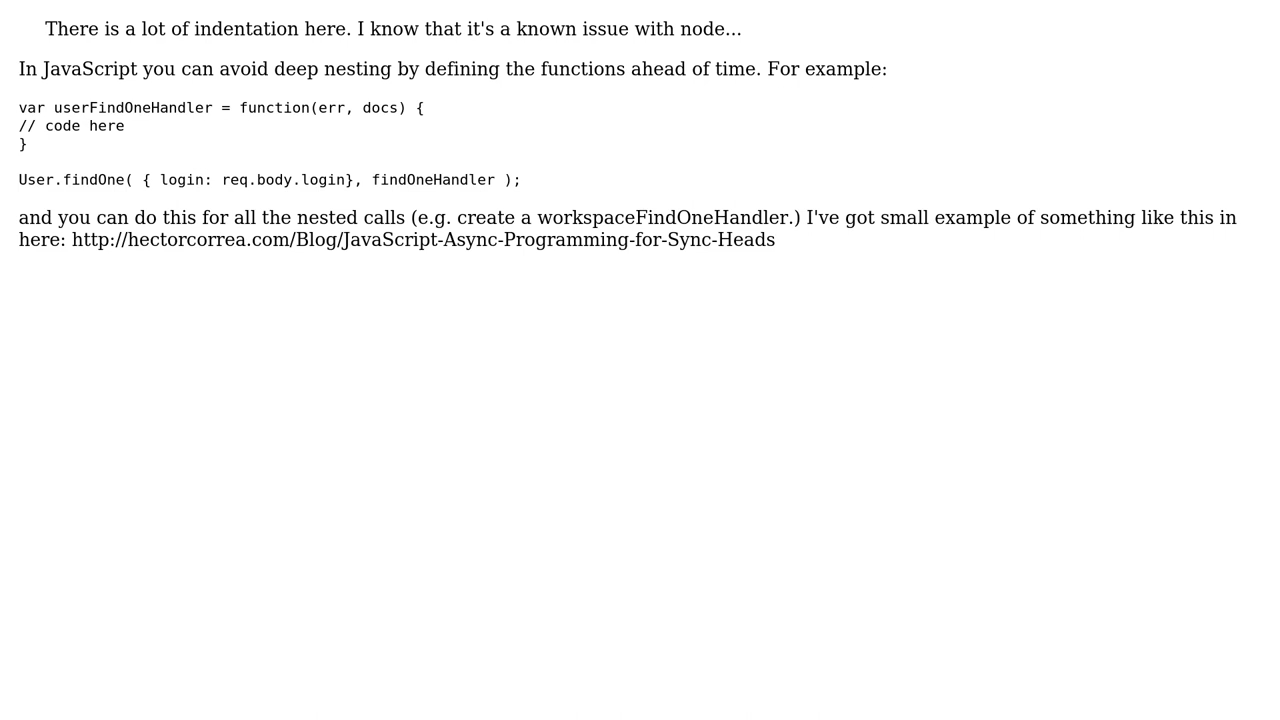 There is a lot of indentation here. I know that it's a known issue with node...
In JavaScript you can avoid deep nesting by defining the functions ahead of time. For example:
var userFindOneHandler = function(err, docs) {
// code here
}
User.findOne( { login: req.body.login}, findOneHandler );
and you can do this for all the nested calls (e.g. create a workspaceFindOneHandler.) I've got small example of something like this in
here: http://hectorcorrea.com/Blog/JavaScript-Async-Programming-for-Sync-Heads